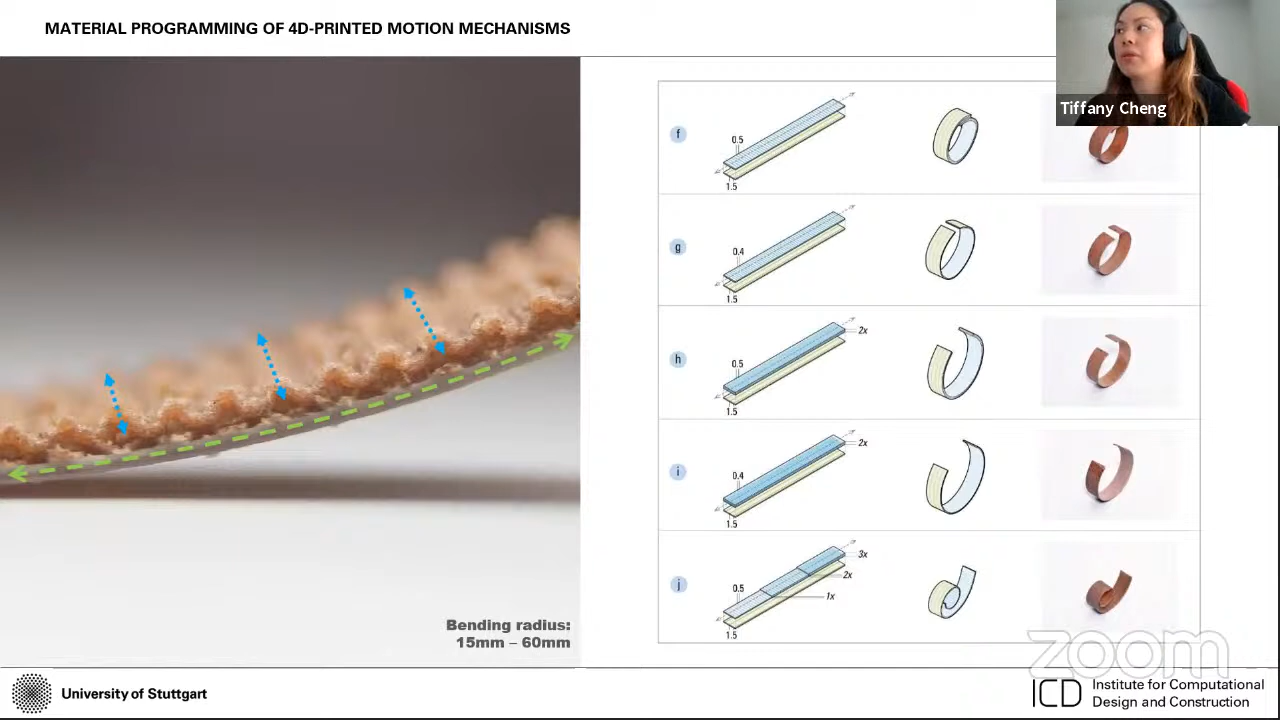 MATERIAL PROGRAMMING OF 4D-PRINTED MOTION MECHANISMS
Tiffany Cheng
f
0.5
1.5
g
0.4
1.5
h
0.5
2x
1.5
i
0.4
2x
1.5
j
0.5
3x
2x
1x
1.5
Bending radius:
15mm – 60mm
zoom
University of Stuttgart
ICD
Institute for Computational
Design and Construction